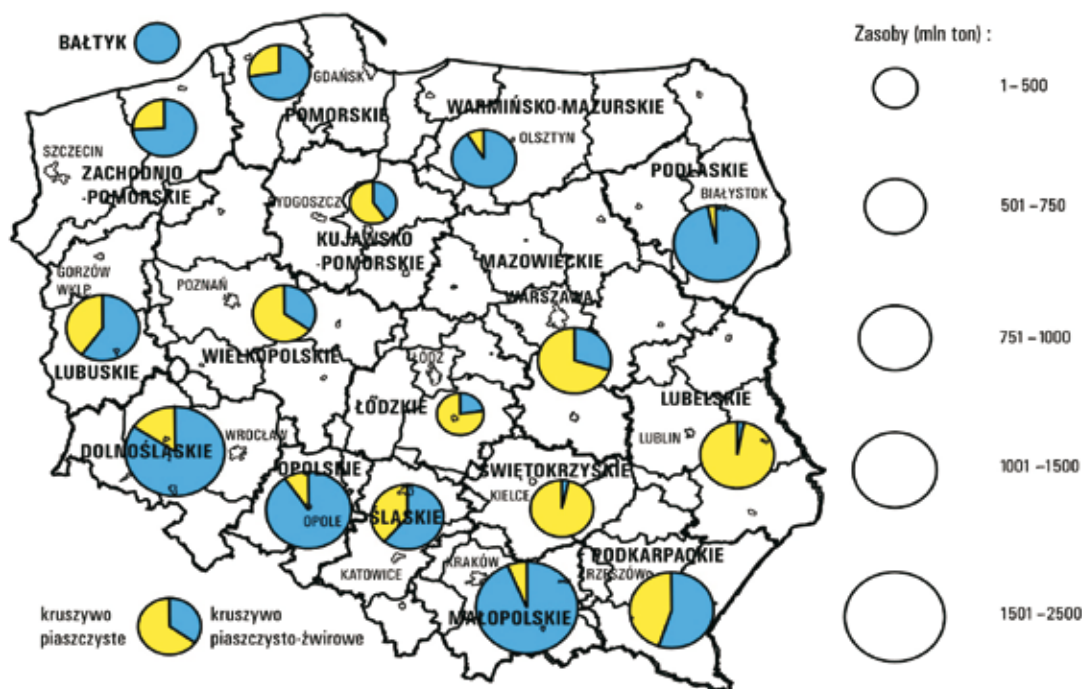 BAŁTYK
GDAŃSK
POMORSKIE
WARMIŃSKO-MAZURSKIE
OLSZTYN
SZCZECIN
ZACHODNIO
-POMORSKIE
PODLASKIE
BIAŁYSTOK
BYDGOSZCZ
KUJAWSKO
-POMORSKIE
MAZOWIECKIE
WARSZAWA
GORZÓW
WKLP
POZNAŃ
WIELKOPOLSKIE
LUBUSKIE
ŁÓDŹ
ŁÓDZKIE
LUBELSKIE
LUBLIN
DOLNOŚLĄSKIE
WROCŁAW
OPOLSKIE
OPOLE
ŚLĄSKIE
KATOWICE
ŚWIĘTOKRZYSKIE
KIELCE
KRAKÓW
MAŁOPOLSKIE
PODKARPACKIE
RZESZÓW
kruszywo
piaszczyste
kruszywo
piaszczysto-żwirowe
Zasoby (mln ton) :
1–500
501–750
751–1000
1001–1500
1501–2500